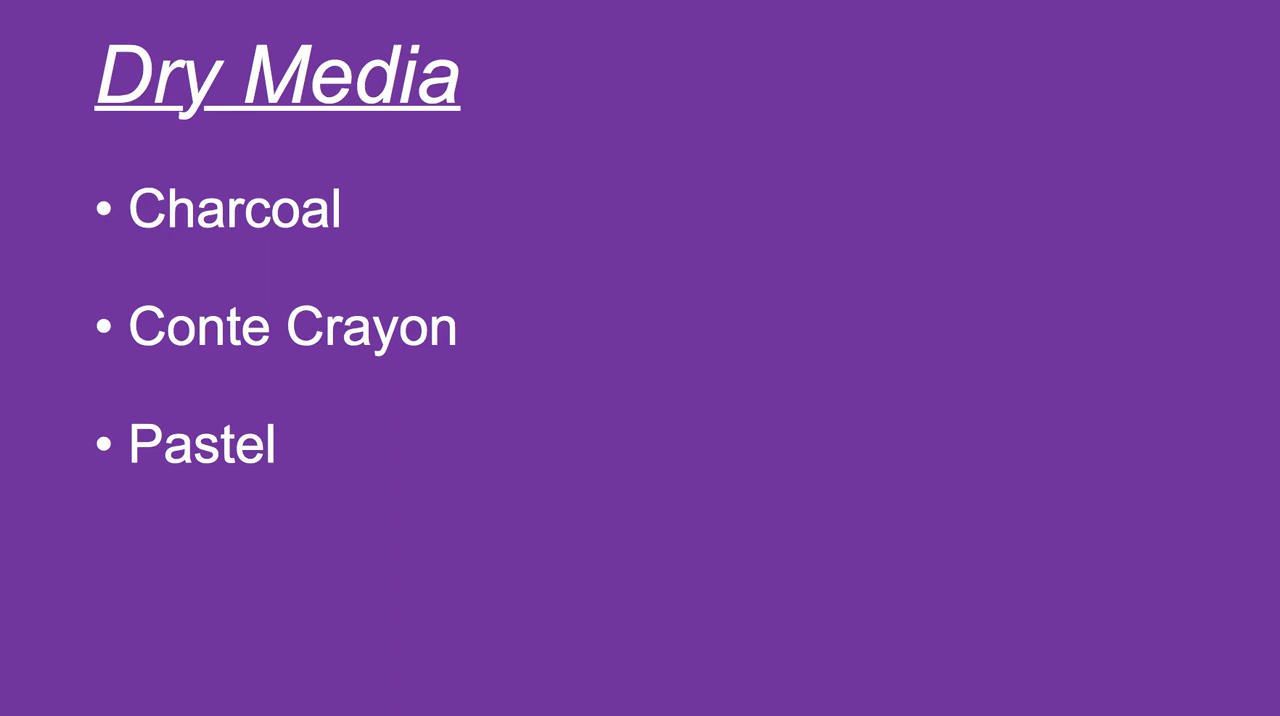 Dry Media
• Charcoal
• Conte Crayon
• Pastel